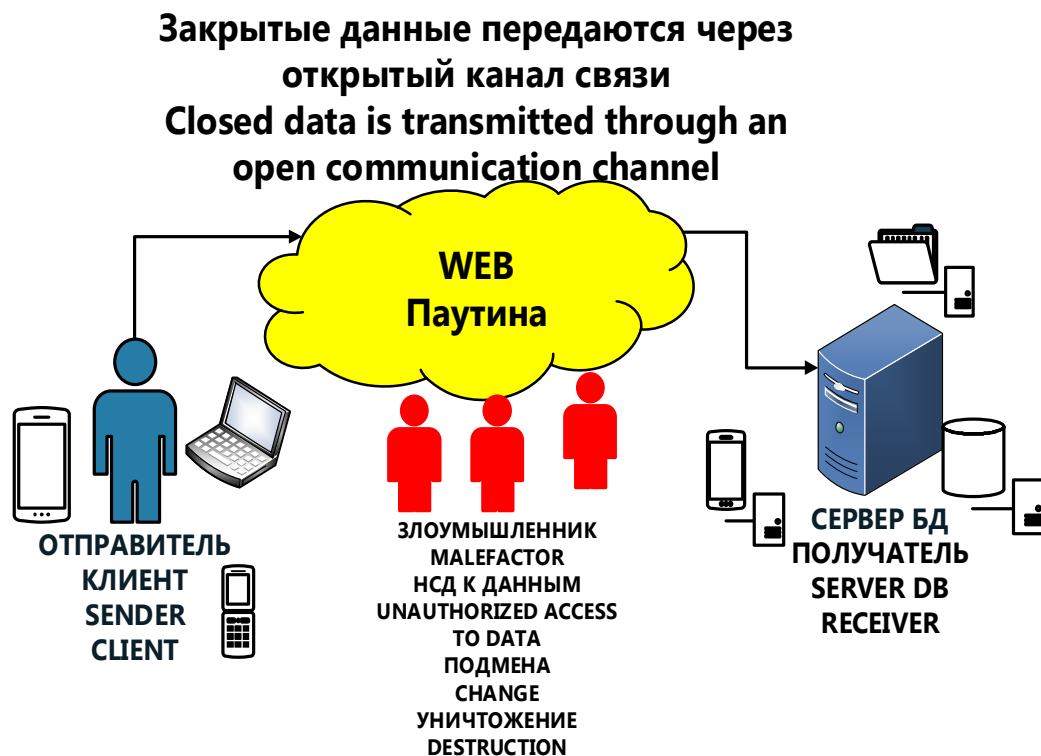 Закрытые данные передаются через
открытый канал связи
Closed data is transmitted through an
open communication channel
WEB
Паутина
ОТПРАВИТЕЛЬ
КЛИЕНТ
SENDER
CLIENT
ЗЛОУМЫШЛЕННИК
MALEFACTOR
НСД К ДАННЫМ
UNAUTHORIZED ACCESS
TO DATA
ПОДМЕНА
CHANGE
УНИЧТОЖЕНИЕ
DESTRUCTION
СЕРВЕР БД
ПОЛУЧАТЕЛЬ
SERVER DB
RECEIVER